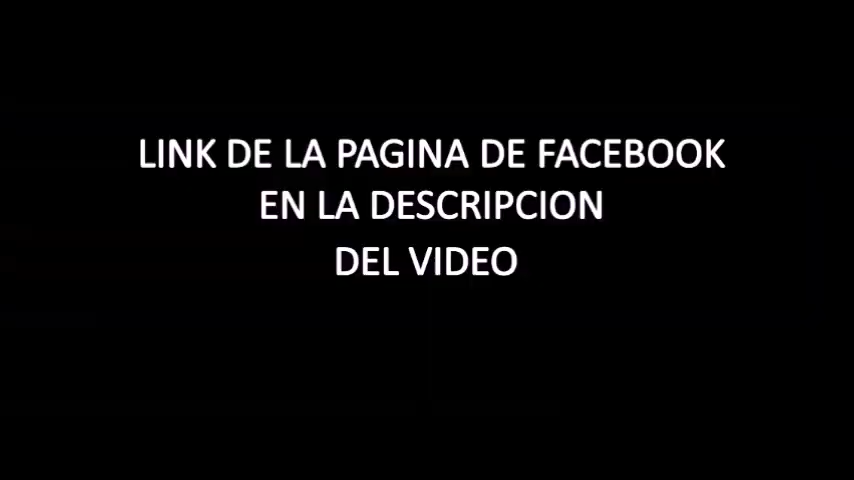 LINK DE LA PAGINA DE FACEBOOK
EN LA DESCRIPCION
DEL VIDEO